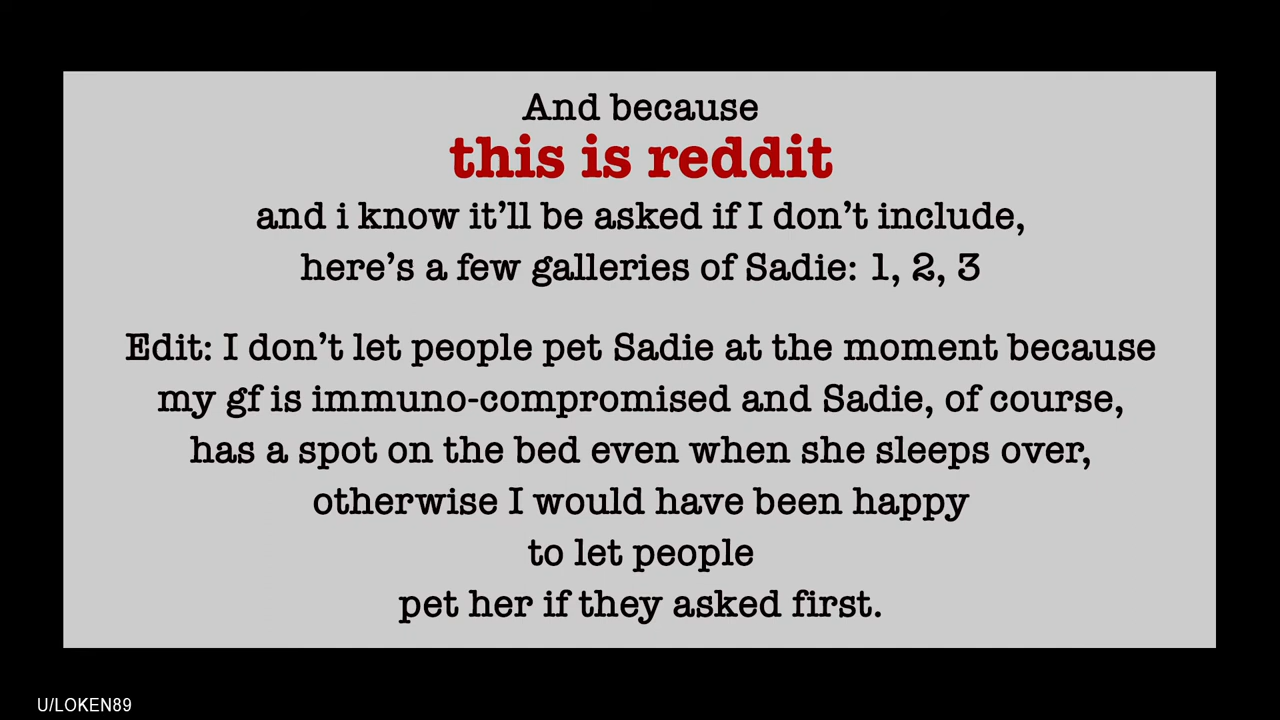 And because
this is reddit
and i know it'll be asked if I don't include,
here's a few galleries of Sadie: 1, 2, 3
Edit: I don't let people pet Sadie at the moment because
my gf is immuno-compromised and Sadie, of course,
has a spot on the bed even when she sleeps over,
otherwise I would have been happy
to let people
pet her if they asked first.
U/LOKEN89